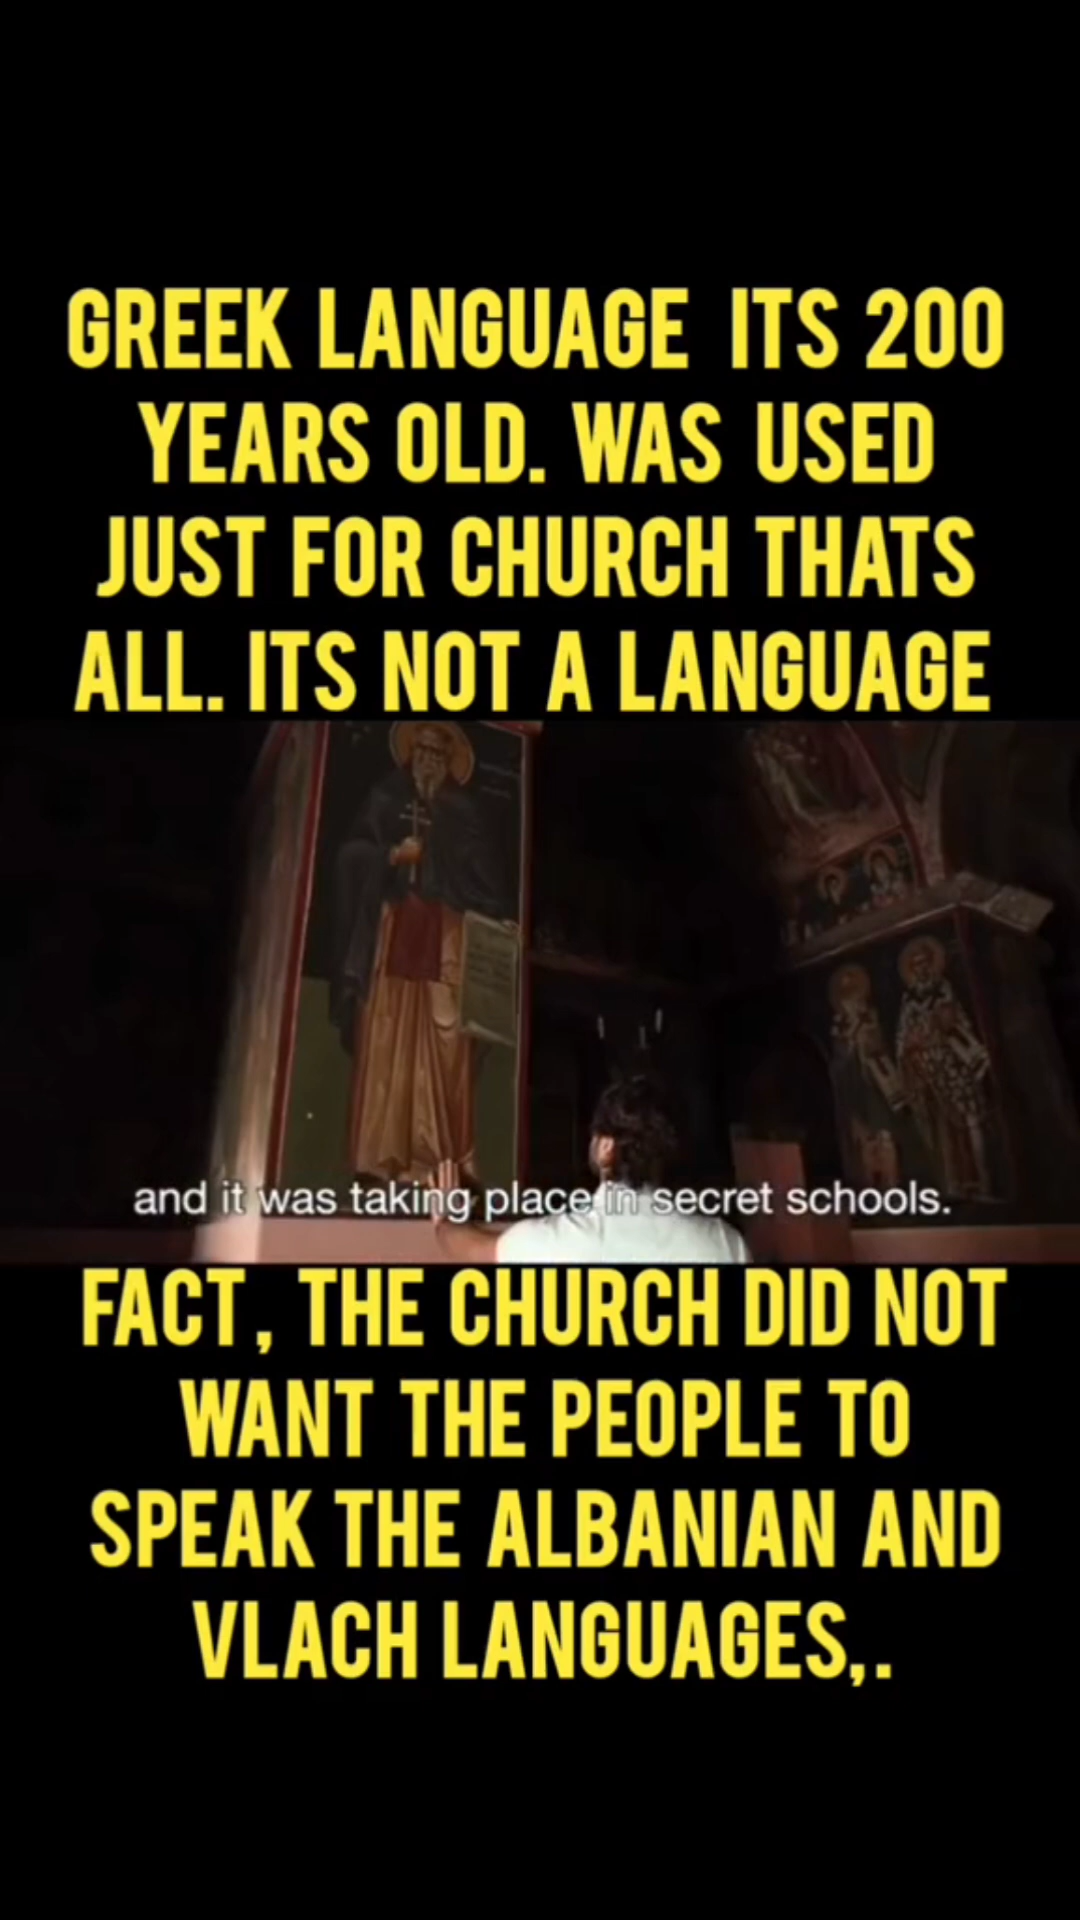 GREEK LANGUAGE ITS 200
YEARS OLD. WAS USED
JUST FOR CHURCH THATS
ALL. ITS NOT A LANGUAGE
and it was taking place in secret schools.
FACT, THE CHURCH DID NOT
WANT THE PEOPLE TO
SPEAK THE ALBANIAN AND
VLACH LANGUAGES,.